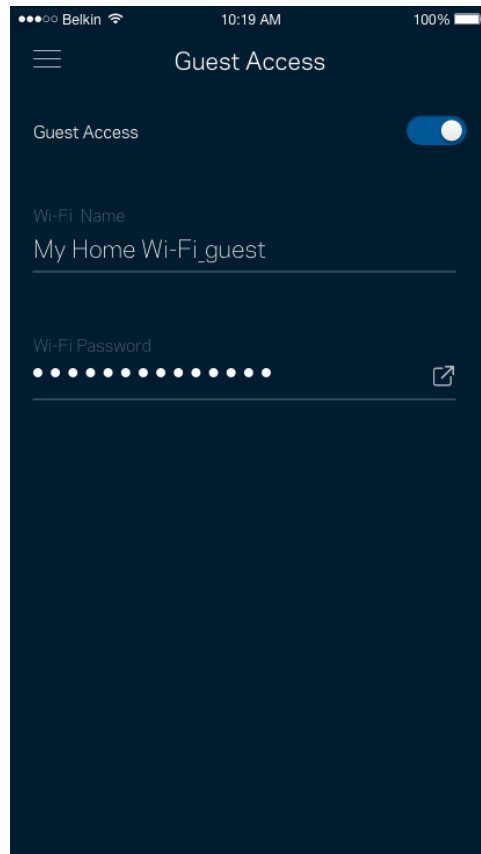 Belkin 10:19 AM 100%
Guest Access
Guest Access
Wi-Fi Name
My Home Wi-Fi_guest
Wi-Fi Password
●●●●●●●●●●●●●●